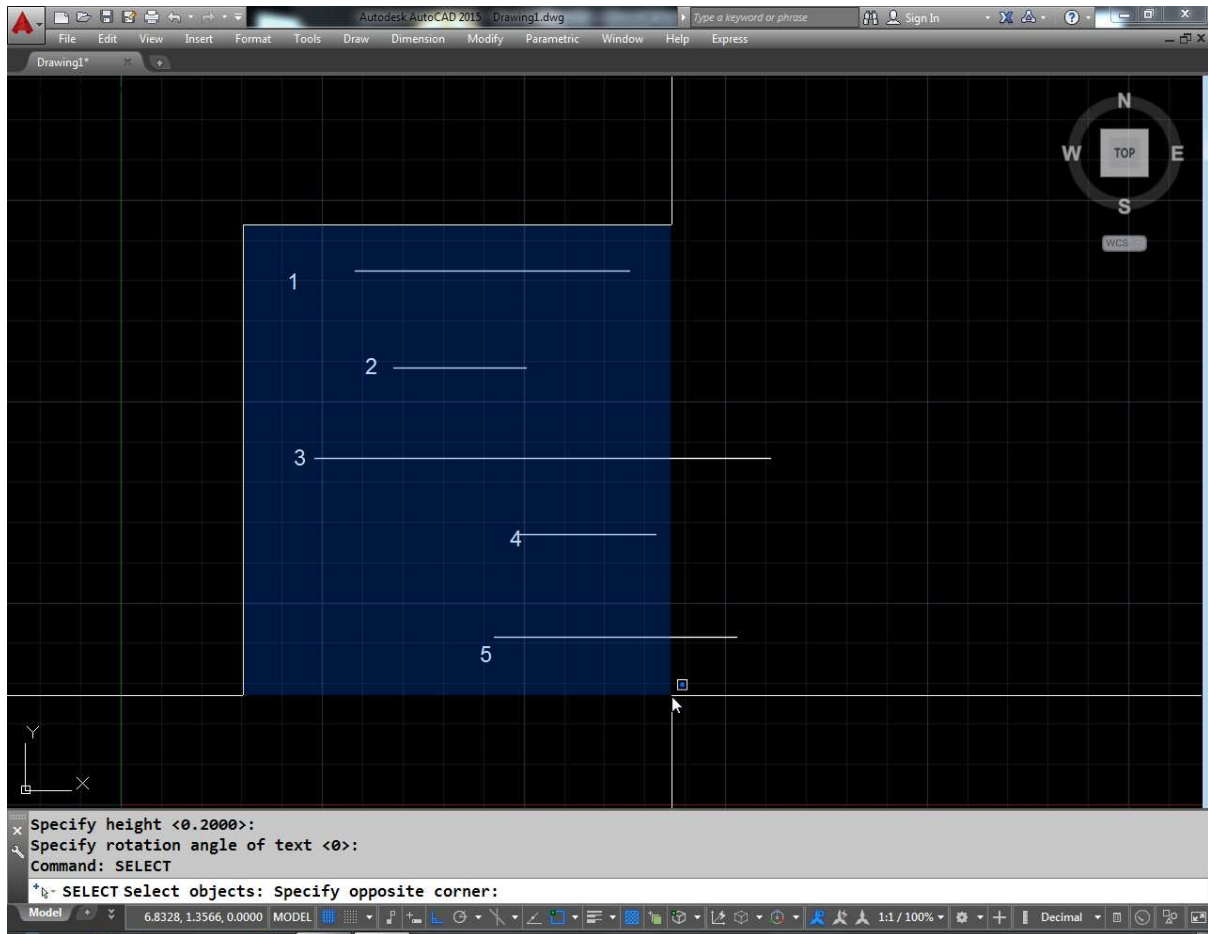 Autodesk AutoCAD 2015 Drawing1.dwg Type a keyword or phrase Sign In
File Edit View Insert Format Tools Draw Dimension Modify Parametric Window Help Express
Drawing1*
N
W TOP E
S
WCS
1
2
3
4
5
Y
X
Specify height <0.2000>:
Specify rotation angle of text <0>:
Command: SELECT
SELECT Select objects: Specify opposite corner:
Model 6.8328, 1.3566, 0.0000 MODEL 1:1 / 100% Decimal